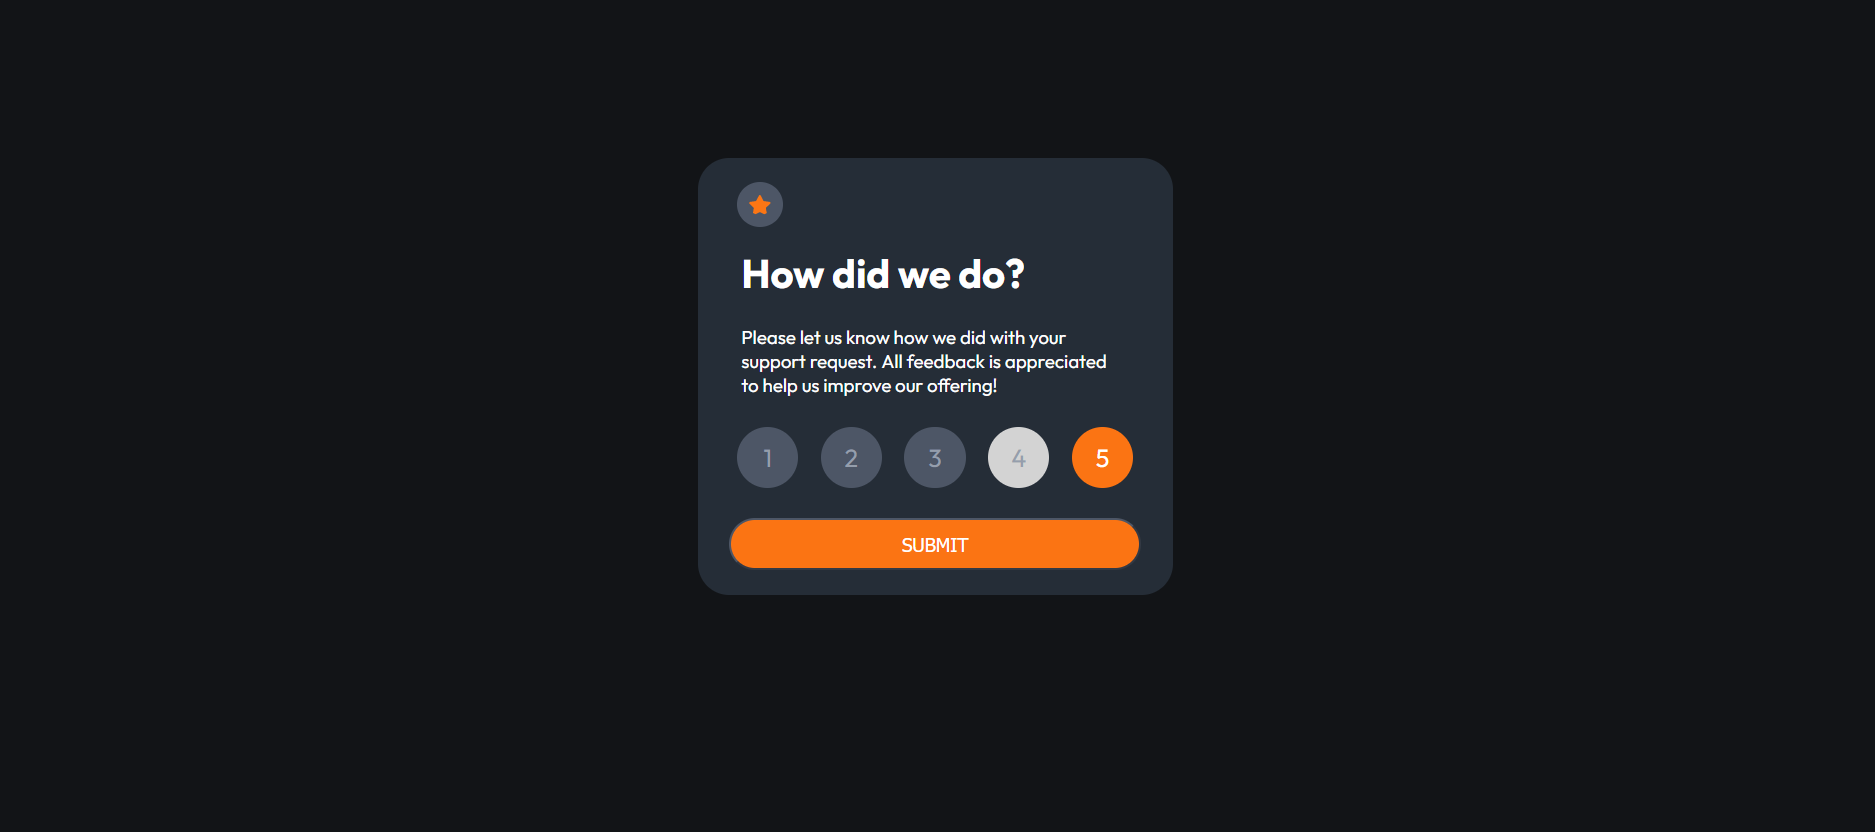 How did we do?
Please let us know how we did with your
support request. All feedback is appreciated
to help us improve our offering!
1 2 3 4 5
SUBMIT